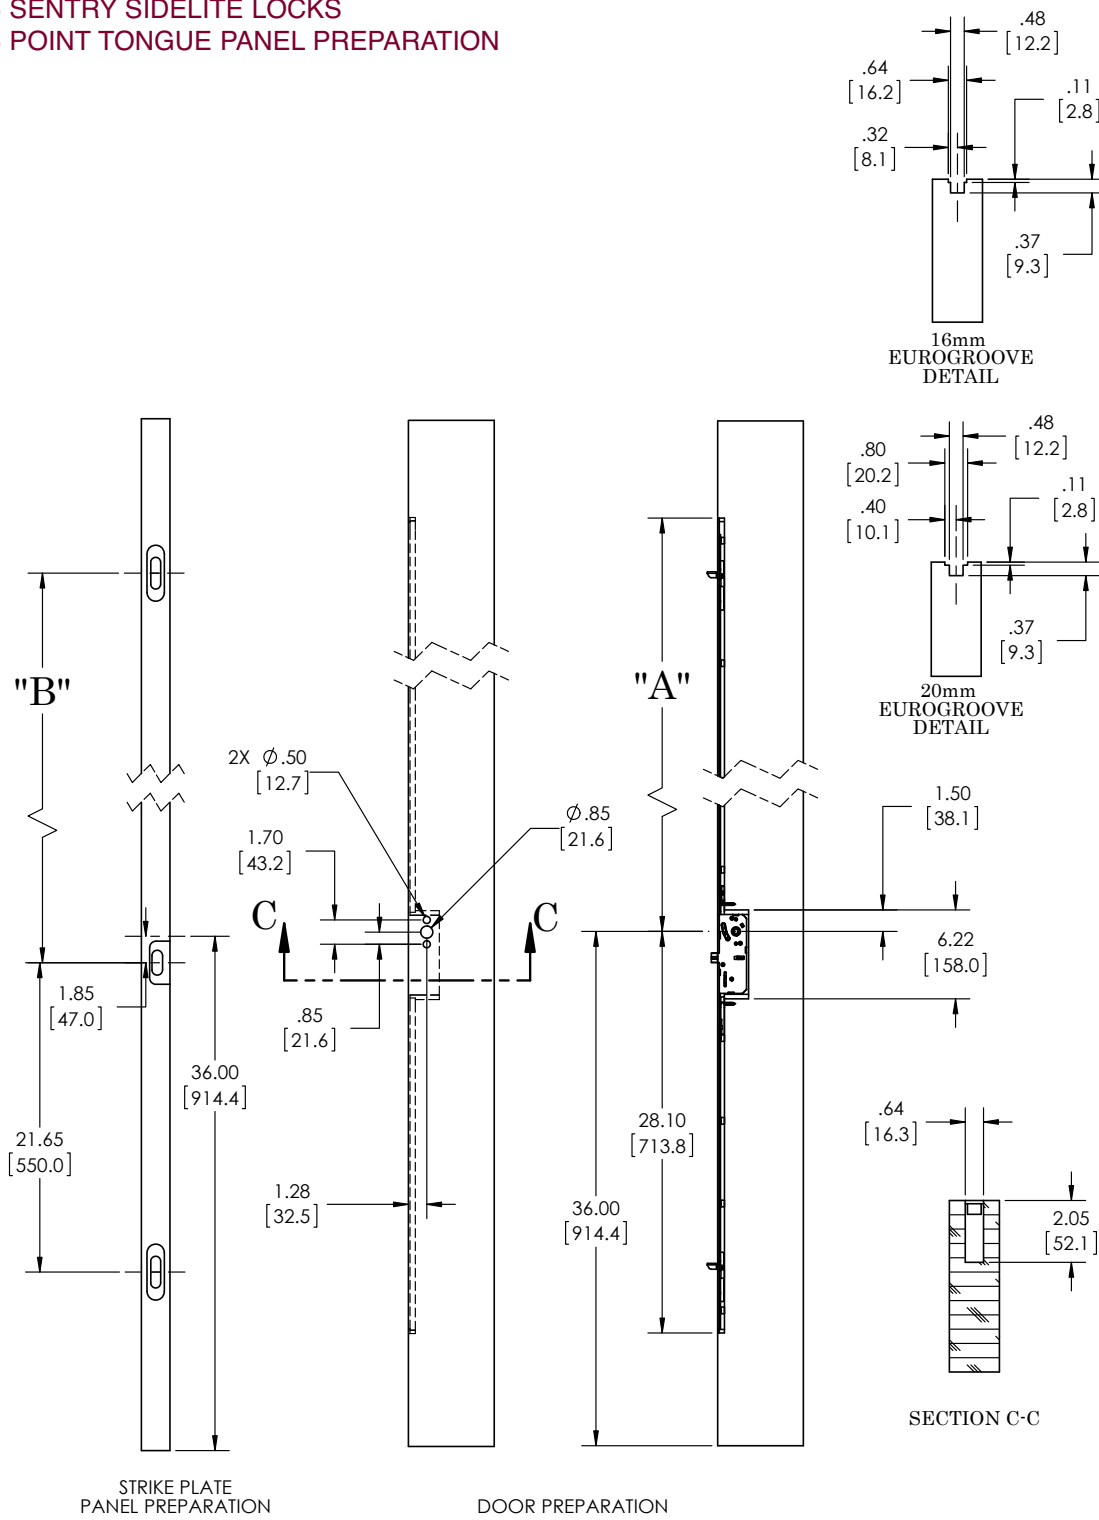 SENTRY SIDELITE LOCKS
POINT TONGUE PANEL PREPARATION
.48
[12.2]
.64
[16.2]
.11
[2.8]
.32
[8.1]
.37
[9.3]
16mm
EUROGROOVE
DETAIL
.48
[12.2]
.80
[20.2]
.11
[2.8]
.40
[10.1]
.37
[9.3]
20mm
EUROGROOVE
DETAIL
"B"
"A"
2X Ø.50
[12.7]
Ø.85
[21.6]
1.70
[43.2]
1.50
[38.1]
C
C
6.22
[158.0]
1.85
[47.0]
.85
[21.6]
36.00
[914.4]
21.65
[550.0]
28.10
[713.8]
.64
[16.3]
1.28
[32.5]
36.00
[914.4]
2.05
[52.1]
SECTION C-C
STRIKE PLATE
PANEL PREPARATION
DOOR PREPARATION